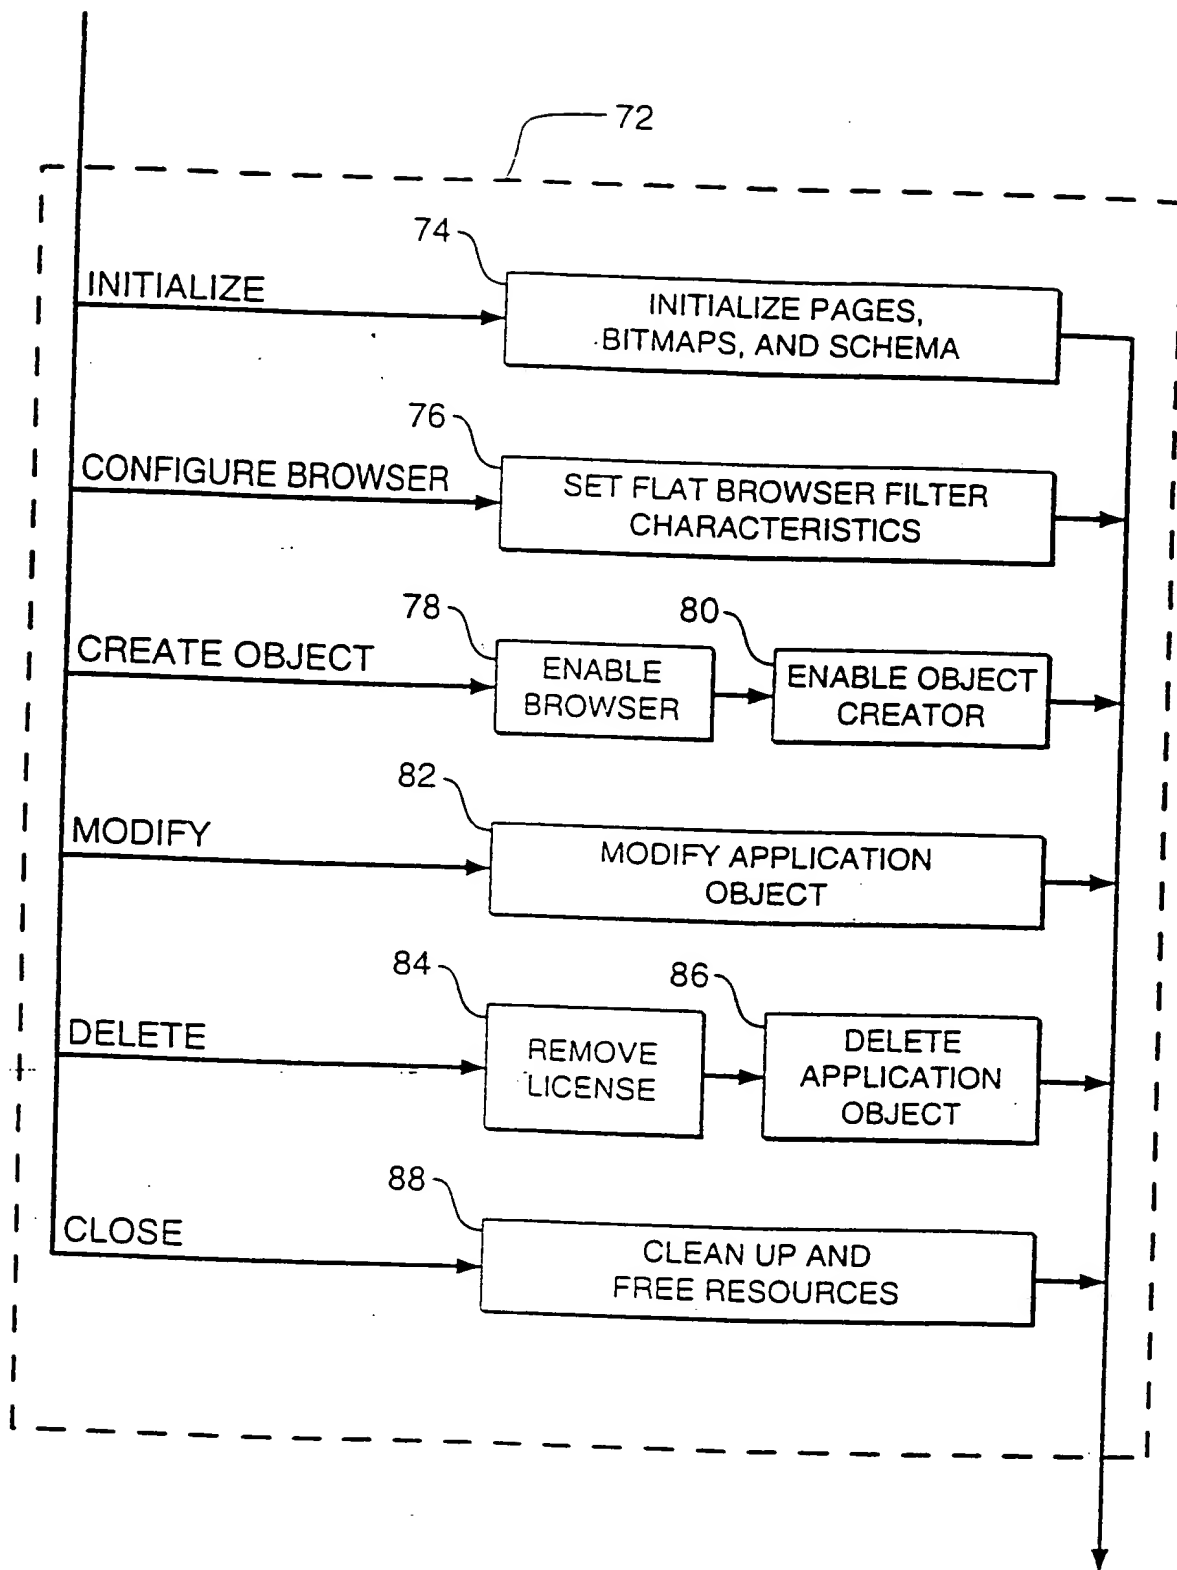 72
74
INITIALIZE
INITIALIZE PAGES,
BITMAPS, AND SCHEMA
76
CONFIGURE BROWSER
SET FLAT BROWSER FILTER
CHARACTERISTICS
78
80
CREATE OBJECT
ENABLE
BROWSER
ENABLE OBJECT
CREATOR
82
MODIFY
MODIFY APPLICATION
OBJECT
84
86
DELETE
REMOVE
LICENSE
DELETE
APPLICATION
OBJECT
88
CLOSE
CLEAN UP AND
FREE RESOURCES